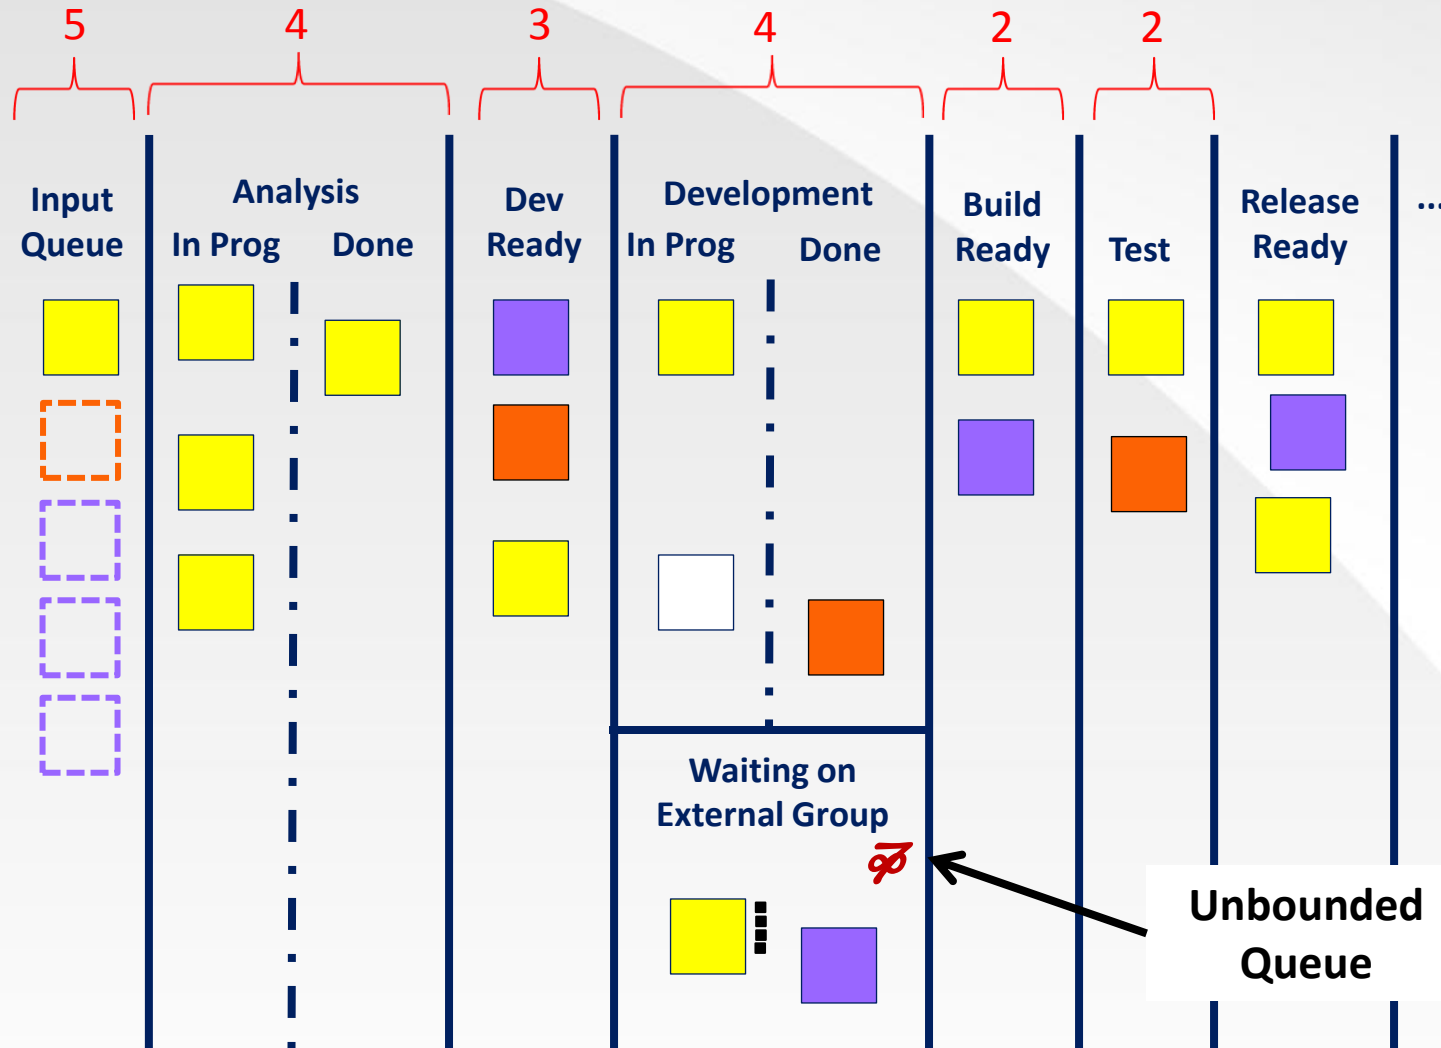 5 4 3 4 2 2
Input
Queue
Analysis
In Prog Done
Dev
Ready
Development
In Prog Done
Build
Ready
Test
Release
Ready
...
Waiting on
External Group
Unbounded
Queue